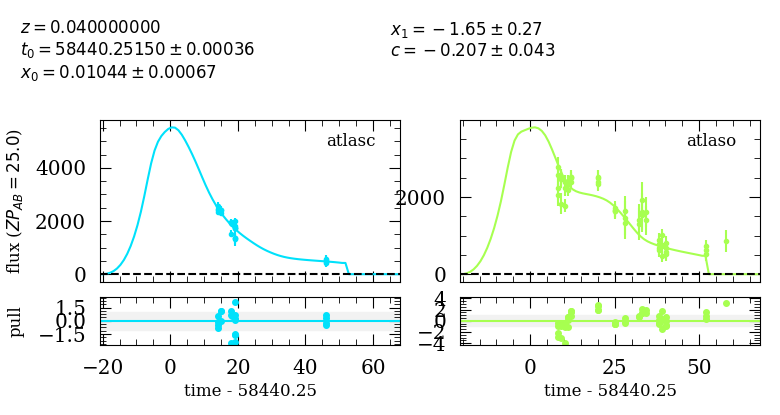 z = 0.040000000
t₀ = 58440.25150 ± 0.00036
x₀ = 0.01044 ± 0.00067
x₁ = −1.65 ± 0.27
c = −0.207 ± 0.043
flux (ZP_AB = 25.0)
4000
2000
0
atlasc
2000
0
atlaso
pull
1.5
0.0
−1.5
4
2
0
−2
−4
−20 0 20 40 60
0 25 50
time - 58440.25
time - 58440.25